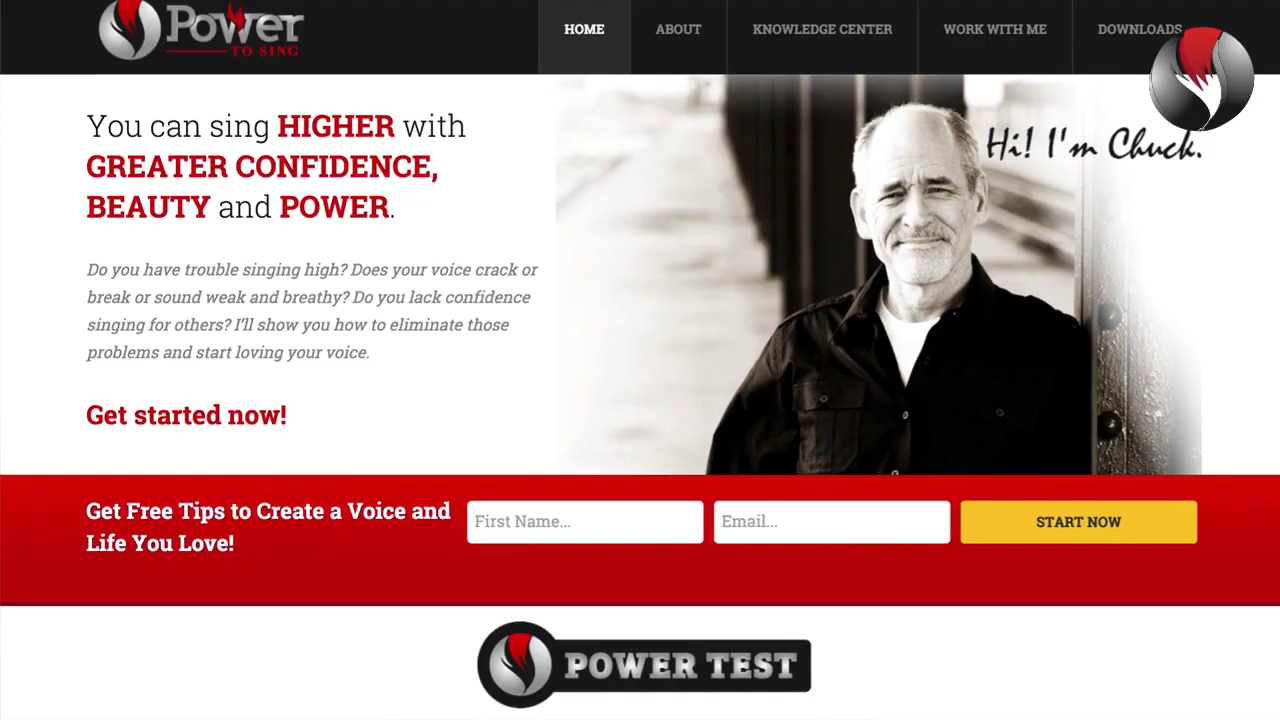 Power
TO SING
HOME
ABOUT
KNOWLEDGE CENTER
WORK WITH ME
DOWNLOADS
You can sing HIGHER with
GREATER CONFIDENCE,
BEAUTY and POWER.
Hi! I'm Chuck.
Do you have trouble singing high? Does your voice crack or
break or sound weak and breathy? Do you lack confidence
singing for others? I'll show you how to eliminate those
problems and start loving your voice.
Get started now!
Get Free Tips to Create a Voice and
Life You Love!
First Name...
Email...
START NOW
POWER TEST